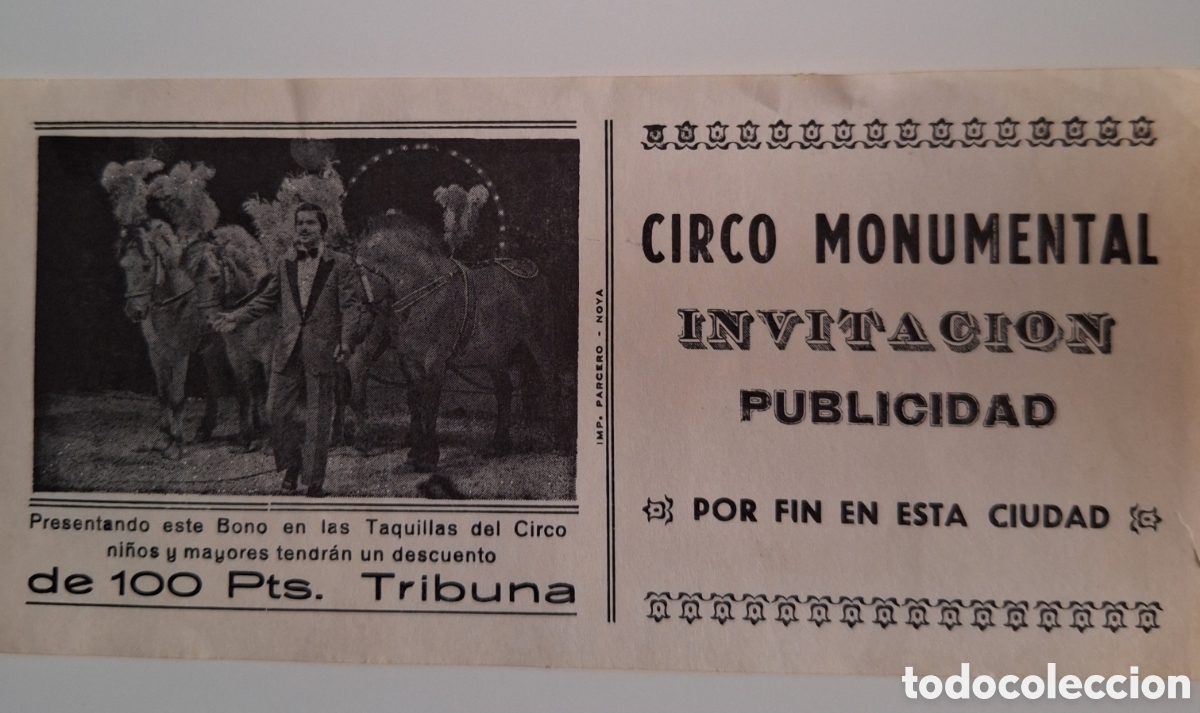 Presentando este Bono en las Taquillas del Circo
niños y mayores tendrán un descuento
de 100 Pts. Tribuna
IMP. PARCERO - NOYA
CIRCO MONUMENTAL
INVITACION
PUBLICIDAD
POR FIN EN ESTA CIUDAD
todocoleccion